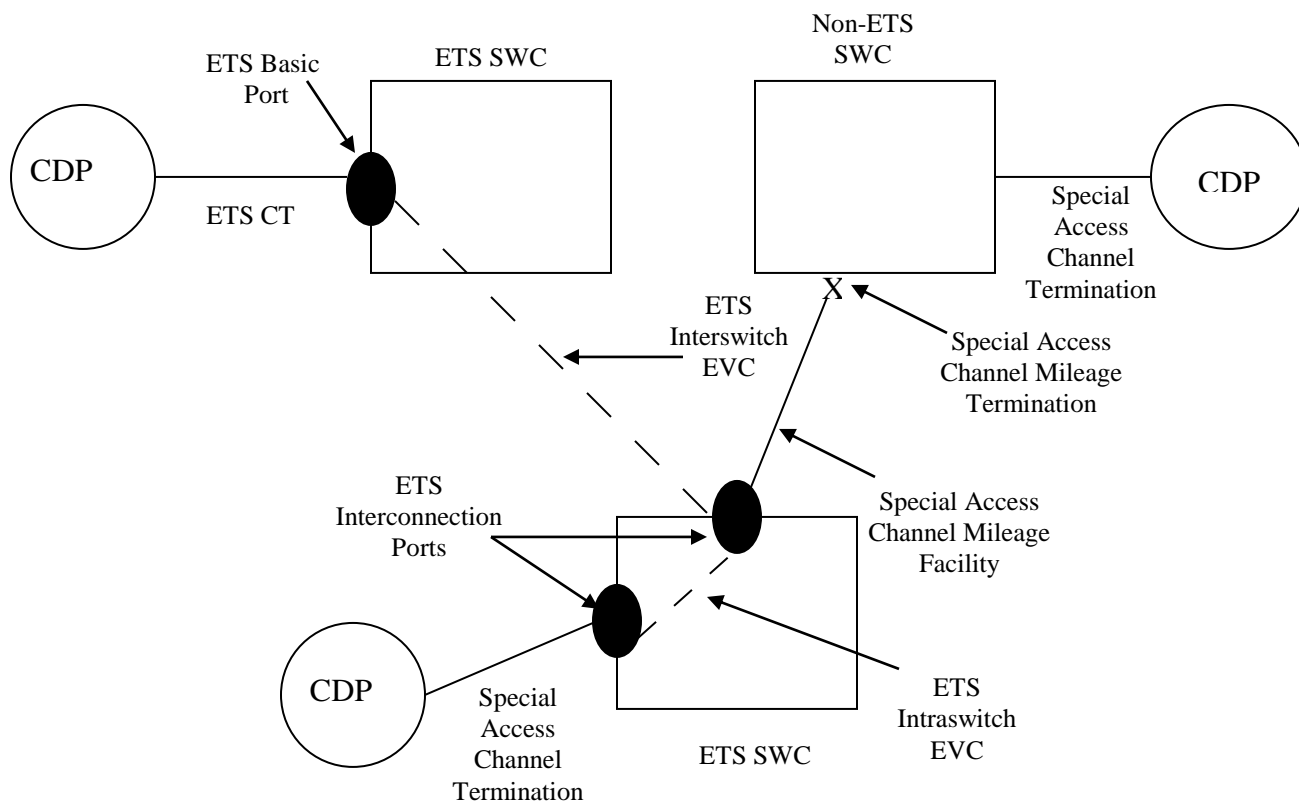 Non-ETS
SWC
ETS Basic
Port
ETS SWC
CDP
ETS CT
CDP
Special
Access
Channel
Termination
X
ETS
Interswitch
EVC
Special Access
Channel Mileage
Termination
ETS
Interconnection
Ports
Special Access
Channel Mileage
Facility
CDP
Special
Access
Channel
Termination
ETS SWC
ETS
Intraswitch
EVC